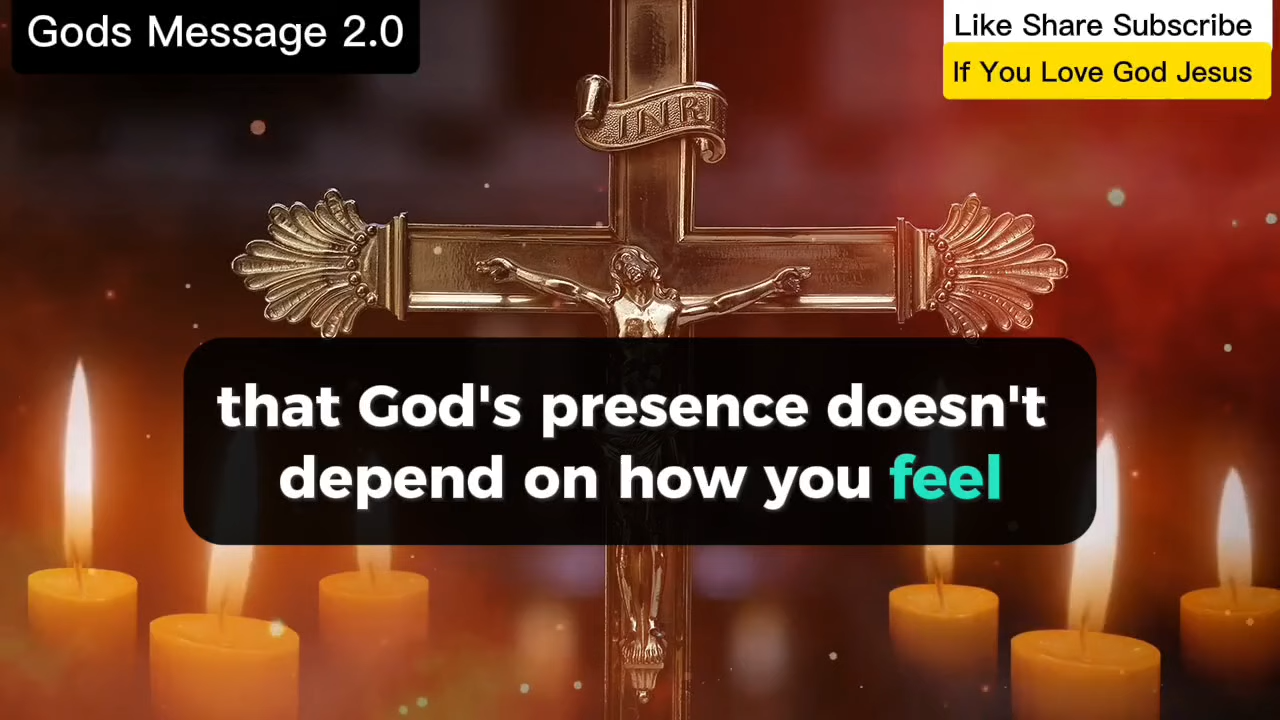 Gods Message 2.0
Like Share Subscribe
If You Love God Jesus
INRI
that God's presence doesn't
depend on how you feel